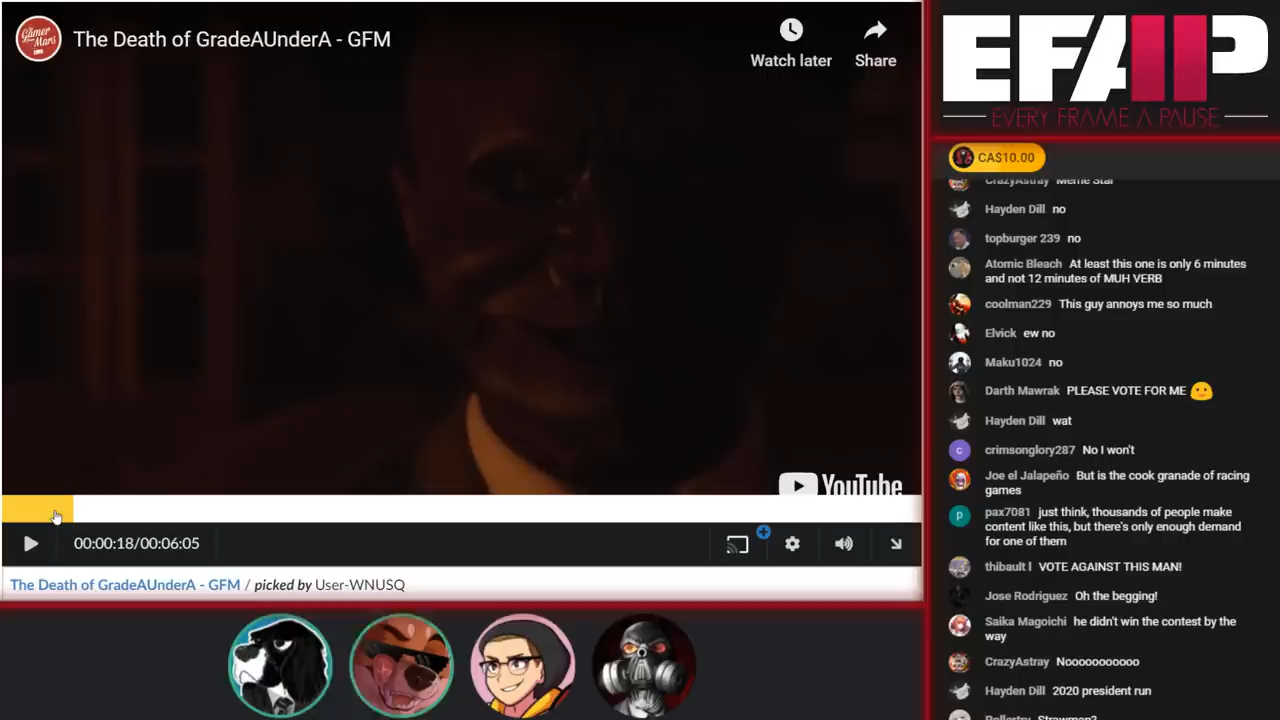 The Death of GradeAUnderA - GFM
Watch later
Share
YouTube
00:00:18/00:06:05
The Death of GradeAUnderA - GFM / picked by User-WNUSQ
EFAP
EVERY FRAME A PAUSE
CA$10.00
CrazyAstray Meme Star
Hayden Dill no
topburger 239 no
Atomic Bleach At least this one is only 6 minutes
and not 12 minutes of MUH VERB
coolman229 This guy annoys me so much
Elvick ew no
Maku1024 no
Darth Mawrak PLEASE VOTE FOR ME
Hayden Dill wat
crimsonglory287 No I won't
Joe el Jalapeño But is the cook granade of racing
games
pax7081 just think, thousands of people make
content like this, but there's only enough demand
for one of them
thibault l VOTE AGAINST THIS MAN!
Jose Rodriguez Oh the begging!
Saika Magoichi he didn't win the contest by the
way
CrazyAstray Nooooooooooo
Hayden Dill 2020 president run